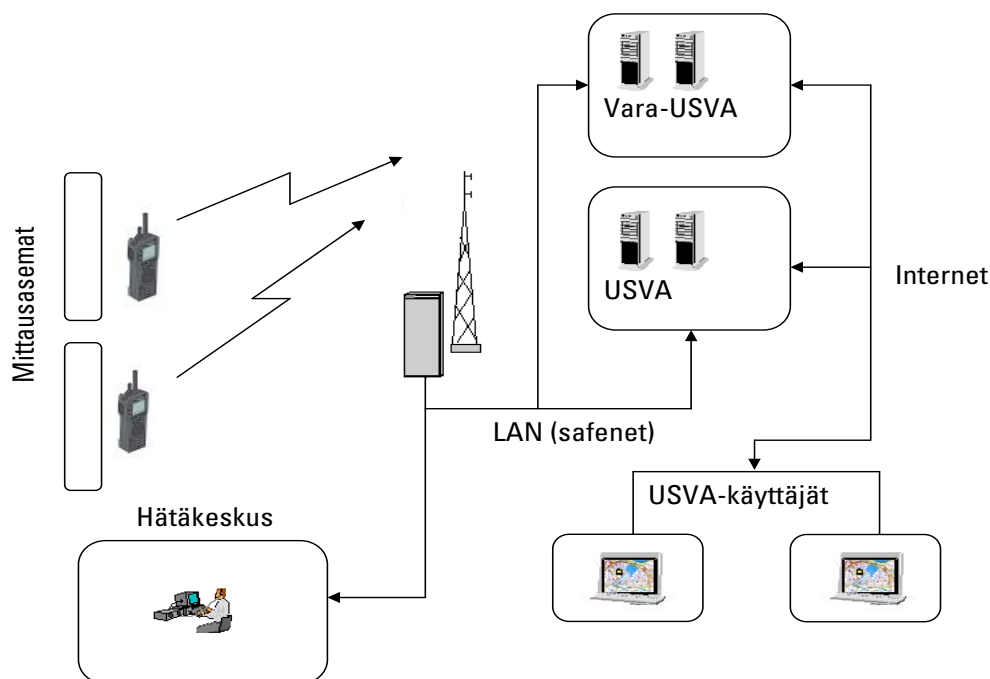 Vara-USVA
USVA
Internet
Mittausasemat
LAN (safenet)
USVA-käyttäjät
Hätäkeskus